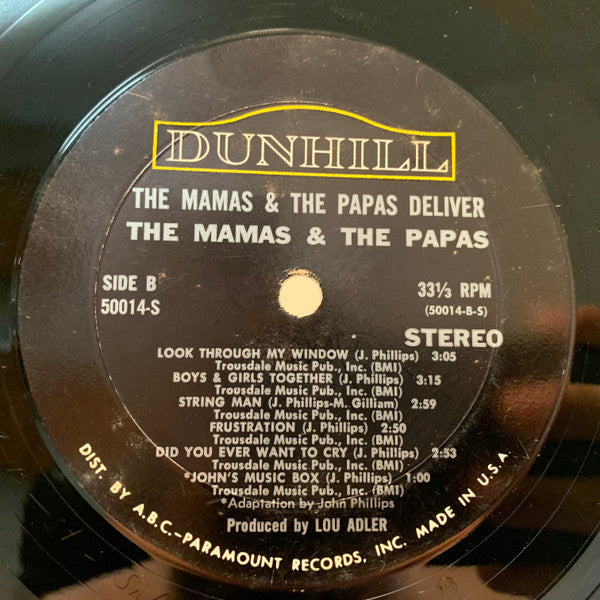 DUNHILL
THE MAMAS & THE PAPAS DELIVER
THE MAMAS & THE PAPAS
SIDE B
50014-S
33⅓ RPM
(50014-B-S)
STEREO
LOOK THROUGH MY WINDOW (J. Phillips) 3:05
Trousdale Music Pub., Inc. (BMI)
BOYS & GIRLS TOGETHER (J. Phillips) 3:15
Trousdale Music Pub., Inc. (BMI)
STRING MAN (J. Phillips-M. Gilliam) 2:59
Trousdale Music Pub., Inc. (BMI)
FRUSTRATION (J. Phillips) 2:50
Trousdale Music Pub., Inc. (BMI)
DID YOU EVER WANT TO CRY (J. Phillips) 2:53
Trousdale Music Pub., Inc. (BMI)
*JOHN'S MUSIC BOX (J. Phillips) 1:00
Trousdale Music Pub., Inc. (BMI)
*Adaptation by John Phillips
Produced by LOU ADLER
DIST. BY A.B.C.-PARAMOUNT RECORDS, INC. MADE IN U.S.A.